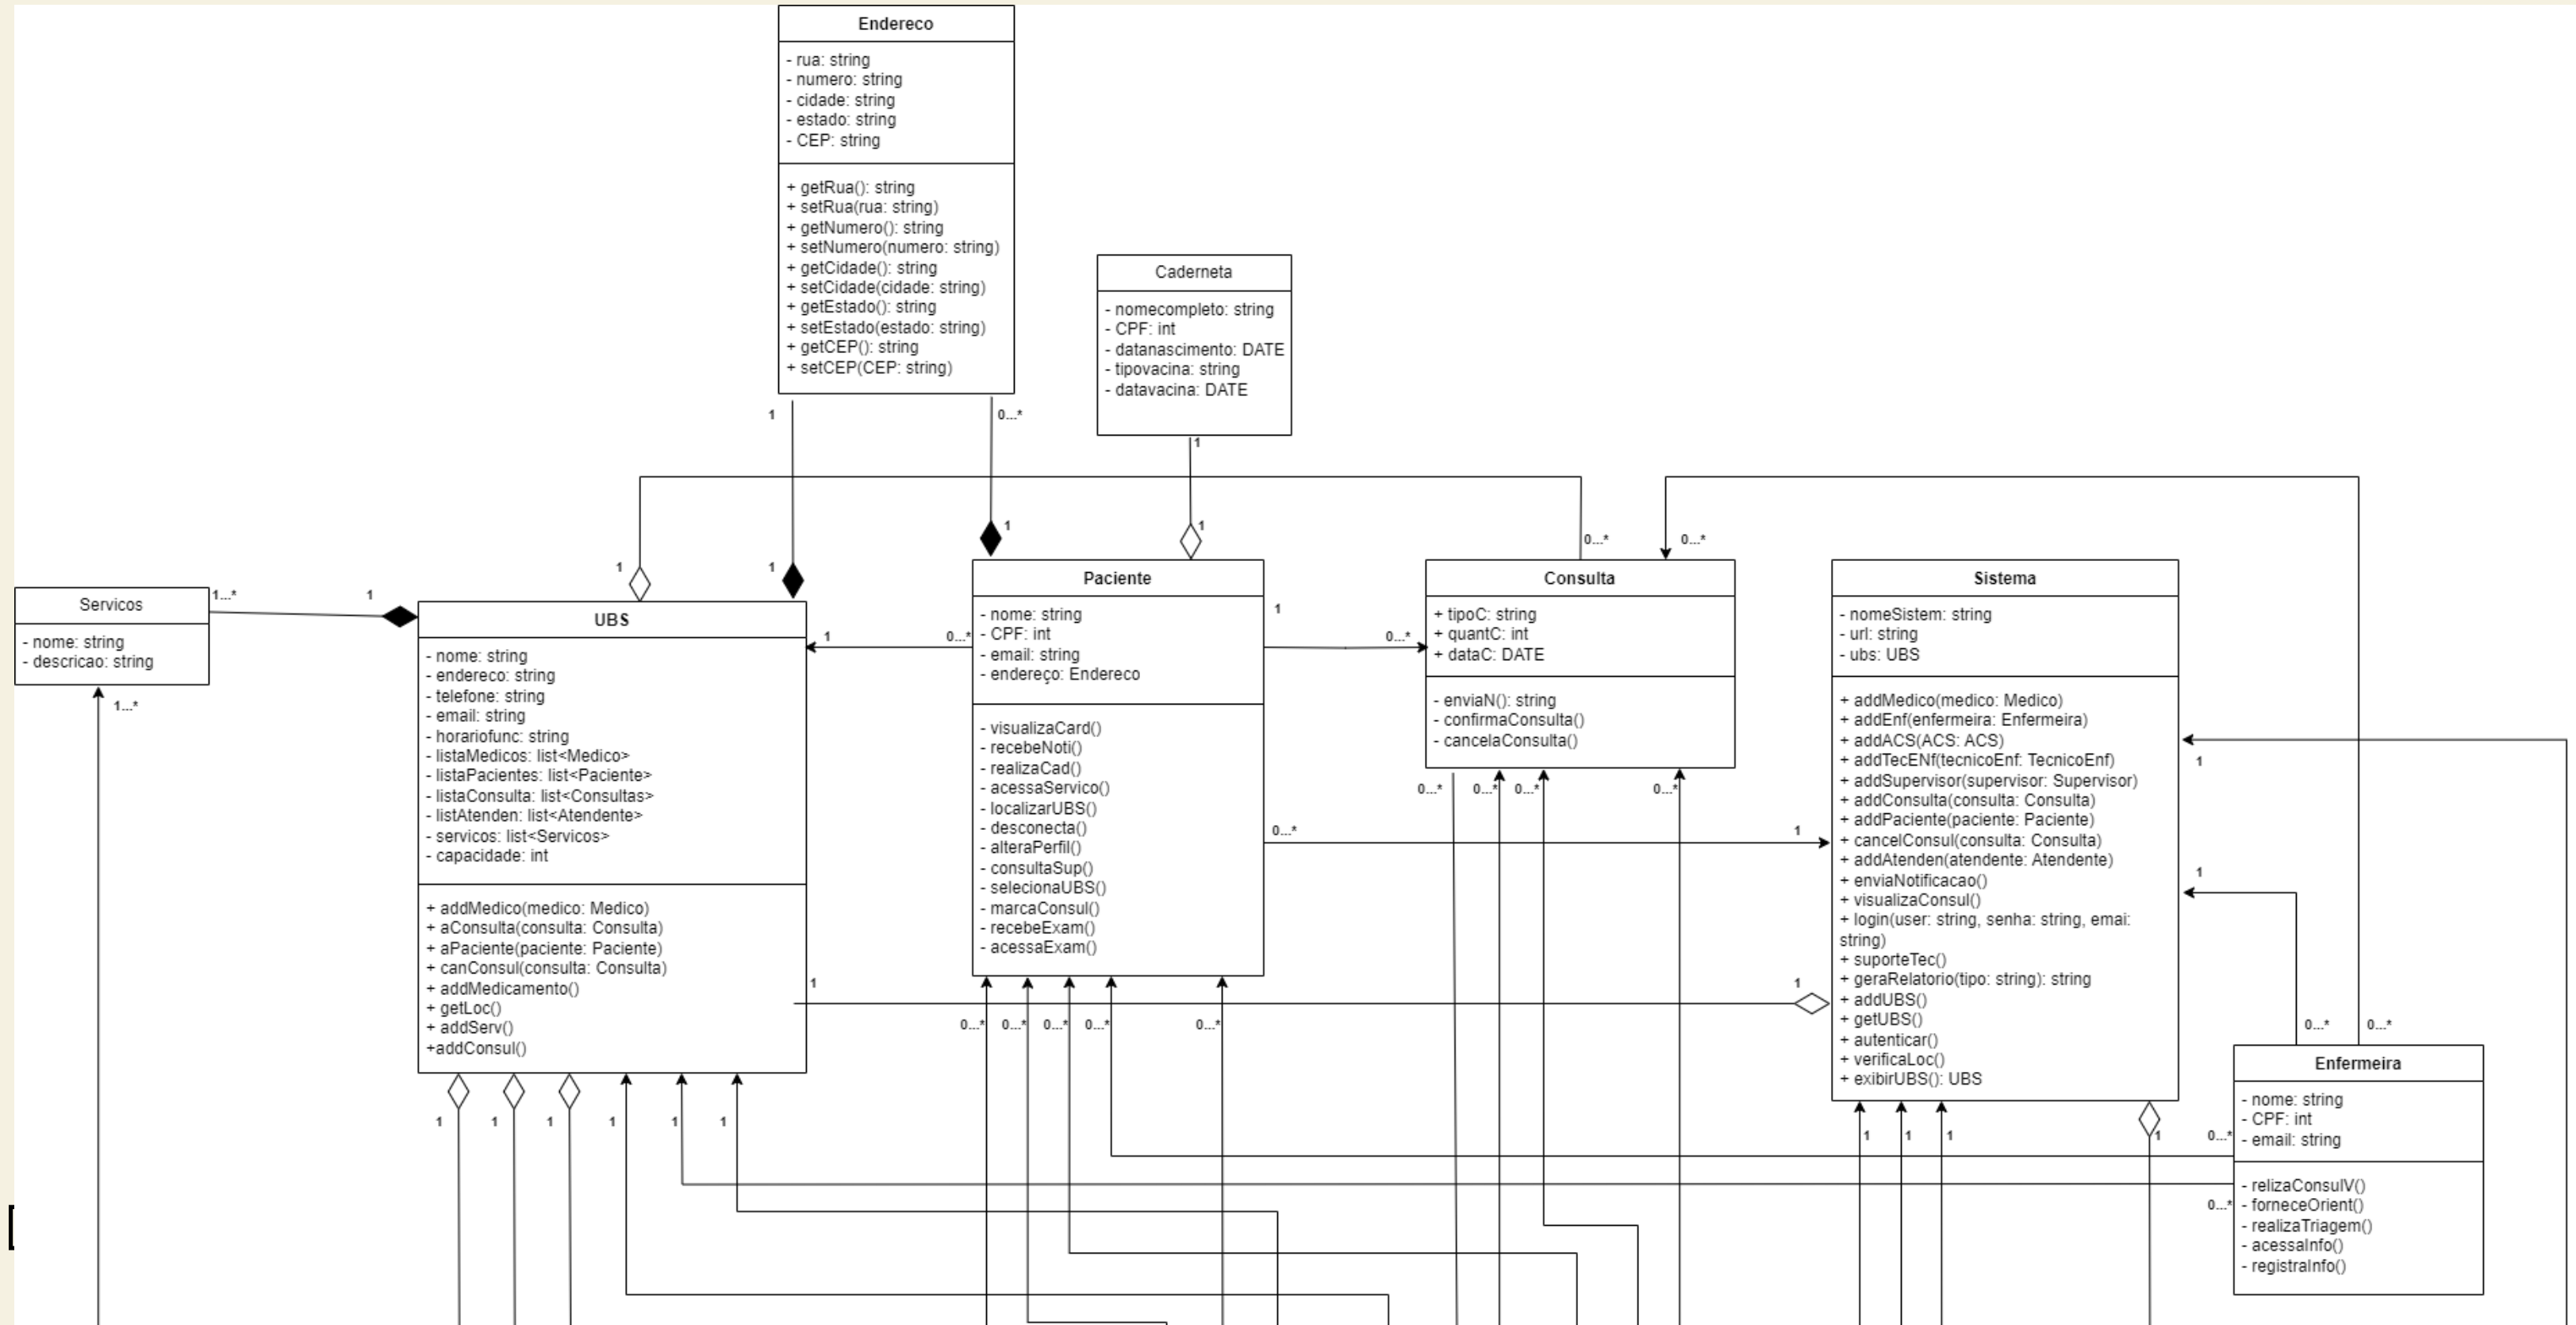 Endereco
- rua: string
- numero: string
- cidade: string
- estado: string
- CEP: string
+ getRua(): string
+ setRua(rua: string)
+ getNumero(): string
+ setNumero(numero: string)
+ getCidade(): string
+ setCidade(cidade: string)
+ getEstado(): string
+ setEstado(estado: string)
+ getCEP(): string
+ setCEP(CEP: string)
1
0...*
Caderneta
- nomecompleto: string
- CPF: int
- datanascimento: DATE
- tipovacina: string
- datavacina: DATE
1
1
1
1
1
0...*
0...*
Servicos
- nome: string
- descricao: string
1...*
1
1...*
UBS
- nome: string
- endereco: string
- telefone: string
- email: string
- horariofunc: string
- listaMedicos: list<Medico>
- listaPacientes: list<Paciente>
- listaConsulta: list<Consultas>
- listAtenden: list<Atendente>
- servicos: list<Servicos>
- capacidade: int
+ addMedico(medico: Medico)
+ aConsulta(consulta: Consulta)
+ aPaciente(paciente: Paciente)
+ canConsul(consulta: Consulta)
+ addMedicamento()
+ getLoc()
+ addServ()
+addConsul()
1
0...*
1
1
1
1
1
1
1
Paciente
- nome: string
- CPF: int
- email: string
- endereço: Endereco
- visualizaCard()
- recebeNoti()
- realizaCad()
- acessaServico()
- localizarUBS()
- desconecta()
- alteraPerfil()
- consultaSup()
- selecionaUBS()
- marcaConsul()
- recebeExam()
- acessaExam()
1
0...*
0...*
1
1
0...*
0...*
0...*
0...*
0...*
Consulta
+ tipoC: string
+ quantC: int
+ dataC: DATE
- enviaN(): string
- confirmaConsulta()
- cancelaConsulta()
0...*
0...*
0...*
0...*
Sistema
- nomeSistem: string
- url: string
- ubs: UBS
+ addMedico(medico: Medico)
+ addEnf(enfermeira: Enfermeira)
+ addACS(ACS: ACS)
+ addTecENf(tecnicoEnf: TecnicoEnf)
+ addSupervisor(supervisor: Supervisor)
+ addConsulta(consulta: Consulta)
+ addPaciente(paciente: Paciente)
+ cancelConsul(consulta: Consulta)
+ addAtenden(atendente: Atendente)
+ enviaNotificacao()
+ visualizaConsul()
+ login(user: string, senha: string, emai:
string)
+ suporteTec()
+ geraRelatorio(tipo: string): string
+ addUBS()
+ getUBS()
+ autenticar()
+ verificaLoc()
+ exibirUBS(): UBS
1
1
1
1
1
1
0...*
0...*
Enfermeira
- nome: string
- CPF: int
- email: string
- relizaConsulV()
- forneceOrient()
- realizaTriagem()
- acessaInfo()
- registraInfo()
0...*
0...*